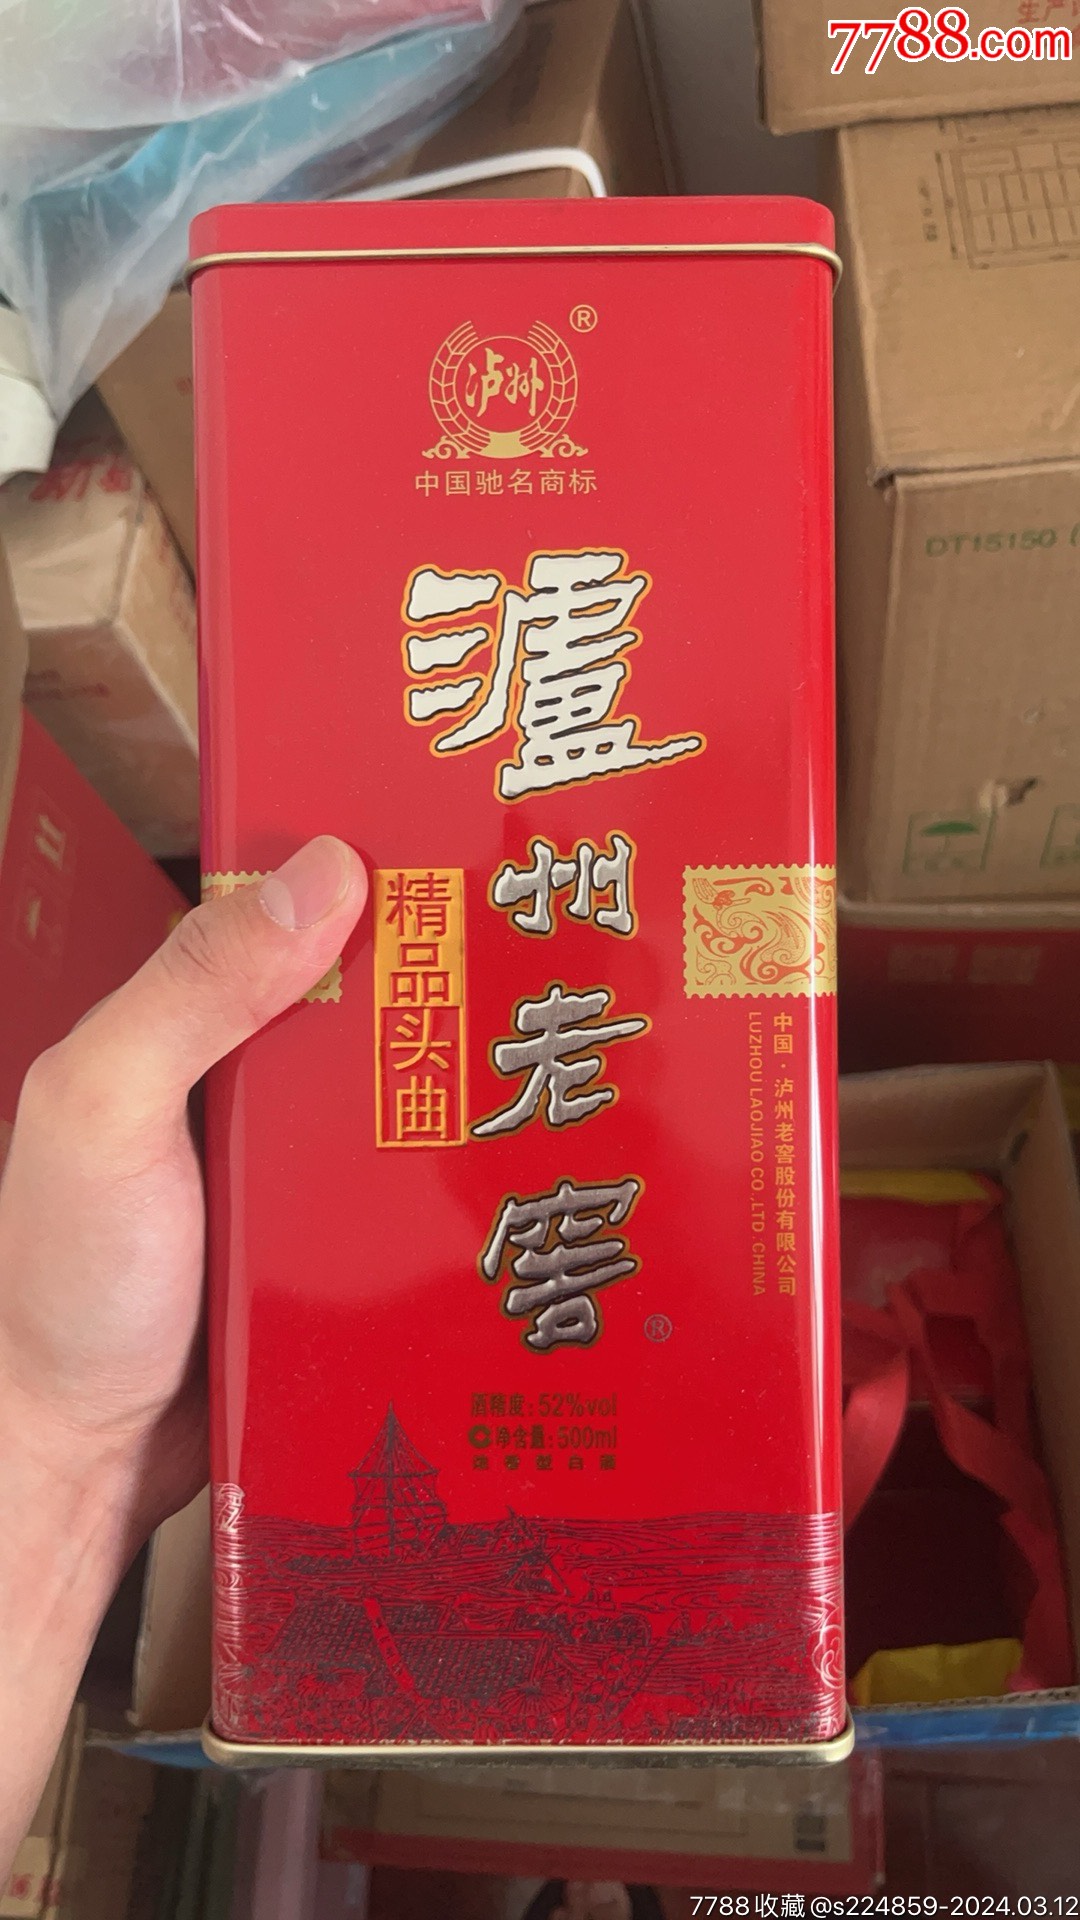 7788.com
生产
泸州
®
中国驰名商标
泸州老窖
®
精品头曲
中国·泸州老窖股份有限公司
LUZHOU LAOJIAO CO.,LTD.CHINA
酒精度:52%vol
净含量:500ml
浓香型白酒
DT15150
7788收藏@s224859-2024.03.12